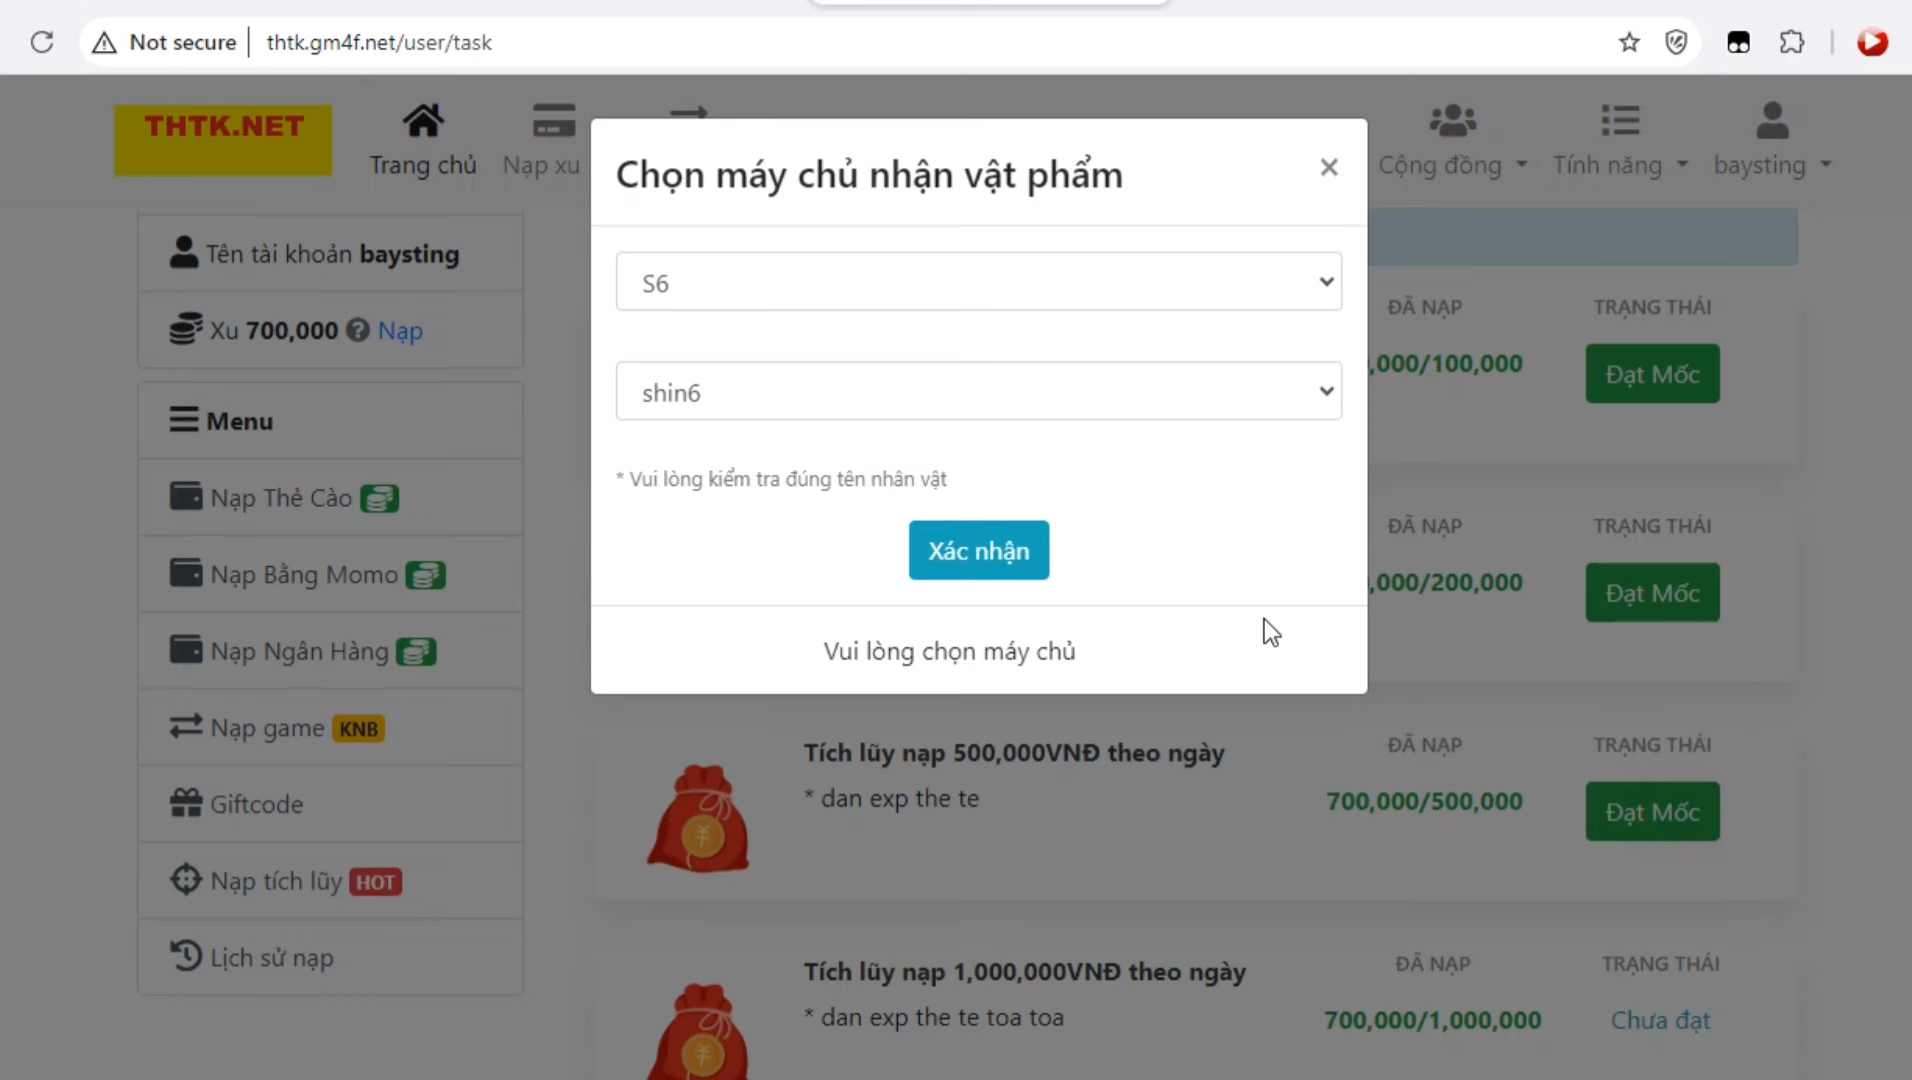 Not secure
thtk.gm4f.net/user/task
THTK.NET
Trang chủ
Nạp xu
Cộng đồng
Tính năng
baysting
Tên tài khoản baysting
Xu 700,000 ? Nạp
Menu
Nạp Thẻ Cào
Nạp Bằng Momo
Nạp Ngân Hàng
Nạp game KNB
Giftcode
Nạp tích lũy HOT
Lịch sử nạp
Chọn máy chủ nhận vật phẩm
×
S6
shin6
* Vui lòng kiểm tra đúng tên nhân vật
Xác nhận
Vui lòng chọn máy chủ
ĐÃ NẠP
TRẠNG THÁI
,000/100,000
Đạt Mốc
ĐÃ NẠP
TRẠNG THÁI
,000/200,000
Đạt Mốc
Tích lũy nạp 500,000VNĐ theo ngày
* dan exp the te
ĐÃ NẠP
TRẠNG THÁI
700,000/500,000
Đạt Mốc
Tích lũy nạp 1,000,000VNĐ theo ngày
* dan exp the te toa toa
ĐÃ NẠP
TRẠNG THÁI
700,000/1,000,000
Chưa đạt